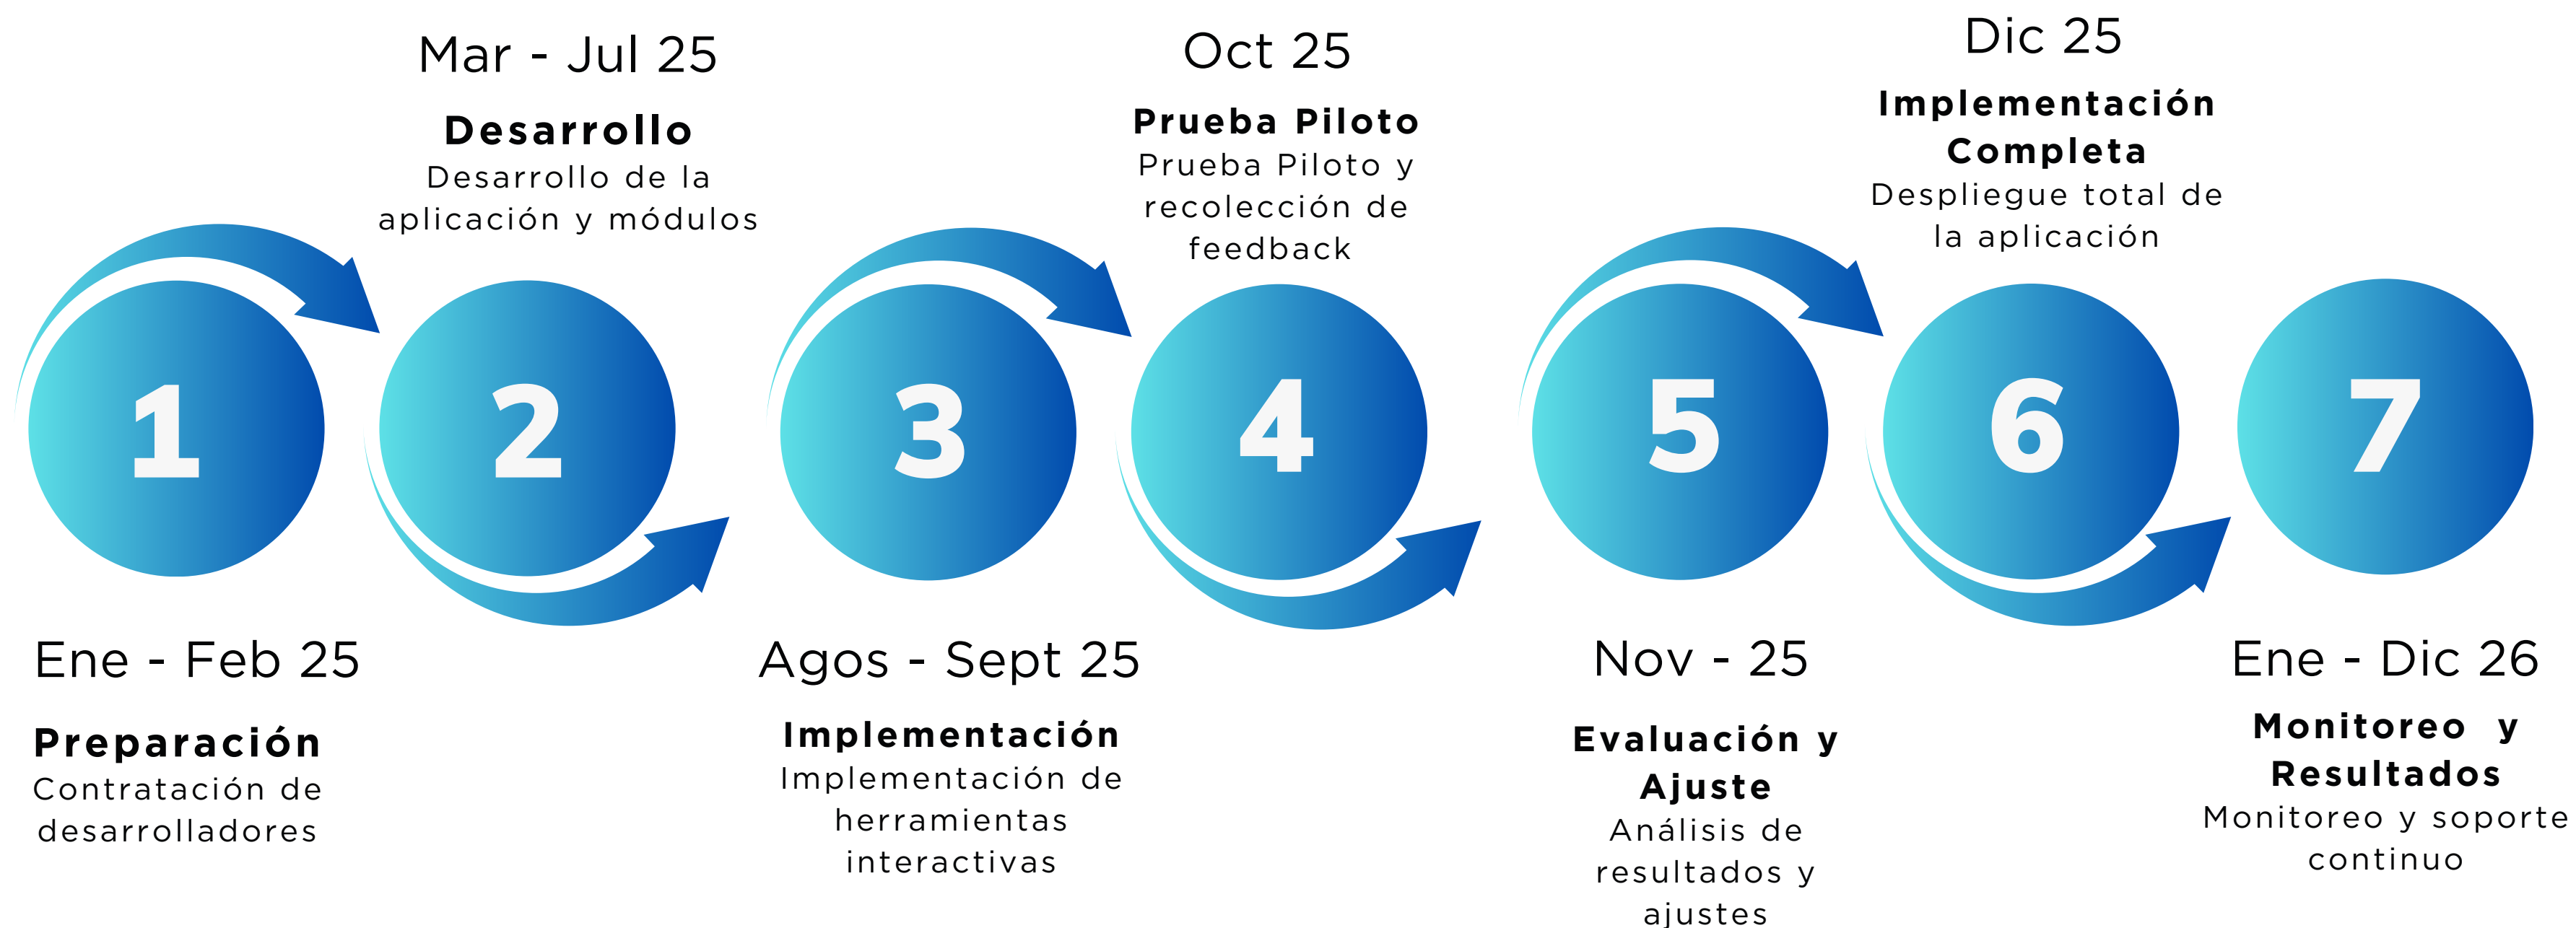 1
Ene - Feb 25
Preparación
Contratación de
desarrolladores
Mar - Jul 25
Desarrollo
Desarrollo de la
aplicación y módulos
2
3
Agos - Sept 25
Implementación
Implementación de
herramientas
interactivas
Oct 25
Prueba Piloto
Prueba Piloto y
recolección de
feedback
4
5
Nov - 25
Evaluación y
Ajuste
Análisis de
resultados y
ajustes
Dic 25
Implementación
Completa
Despliegue total de
la aplicación
6
7
Ene - Dic 26
Monitoreo y
Resultados
Monitoreo y soporte
continuo